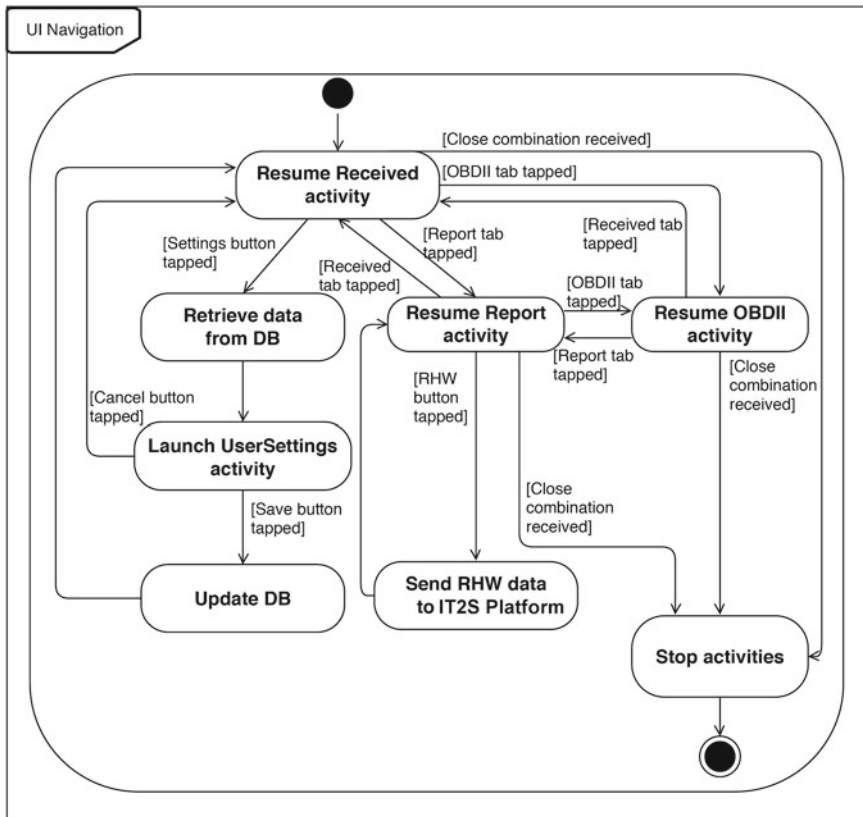 UI Navigation
[Close combination received]
Resume Received
activity
[OBDII tab tapped]
[Settings button
tapped]
[Report tab
tapped]
[Received tab
tapped]
[Received
tab tapped]
[OBDII tab
tapped]
Retrieve data
from DB
Resume Report
activity
Resume OBDII
activity
[Report tab
tapped]
[Close
combination
received]
[RHW
button
tapped]
[Cancel button
tapped]
Launch UserSettings
activity
[Save button
tapped]
[Close
combination
received]
Update DB
Send RHW data
to IT2S Platform
Stop activities